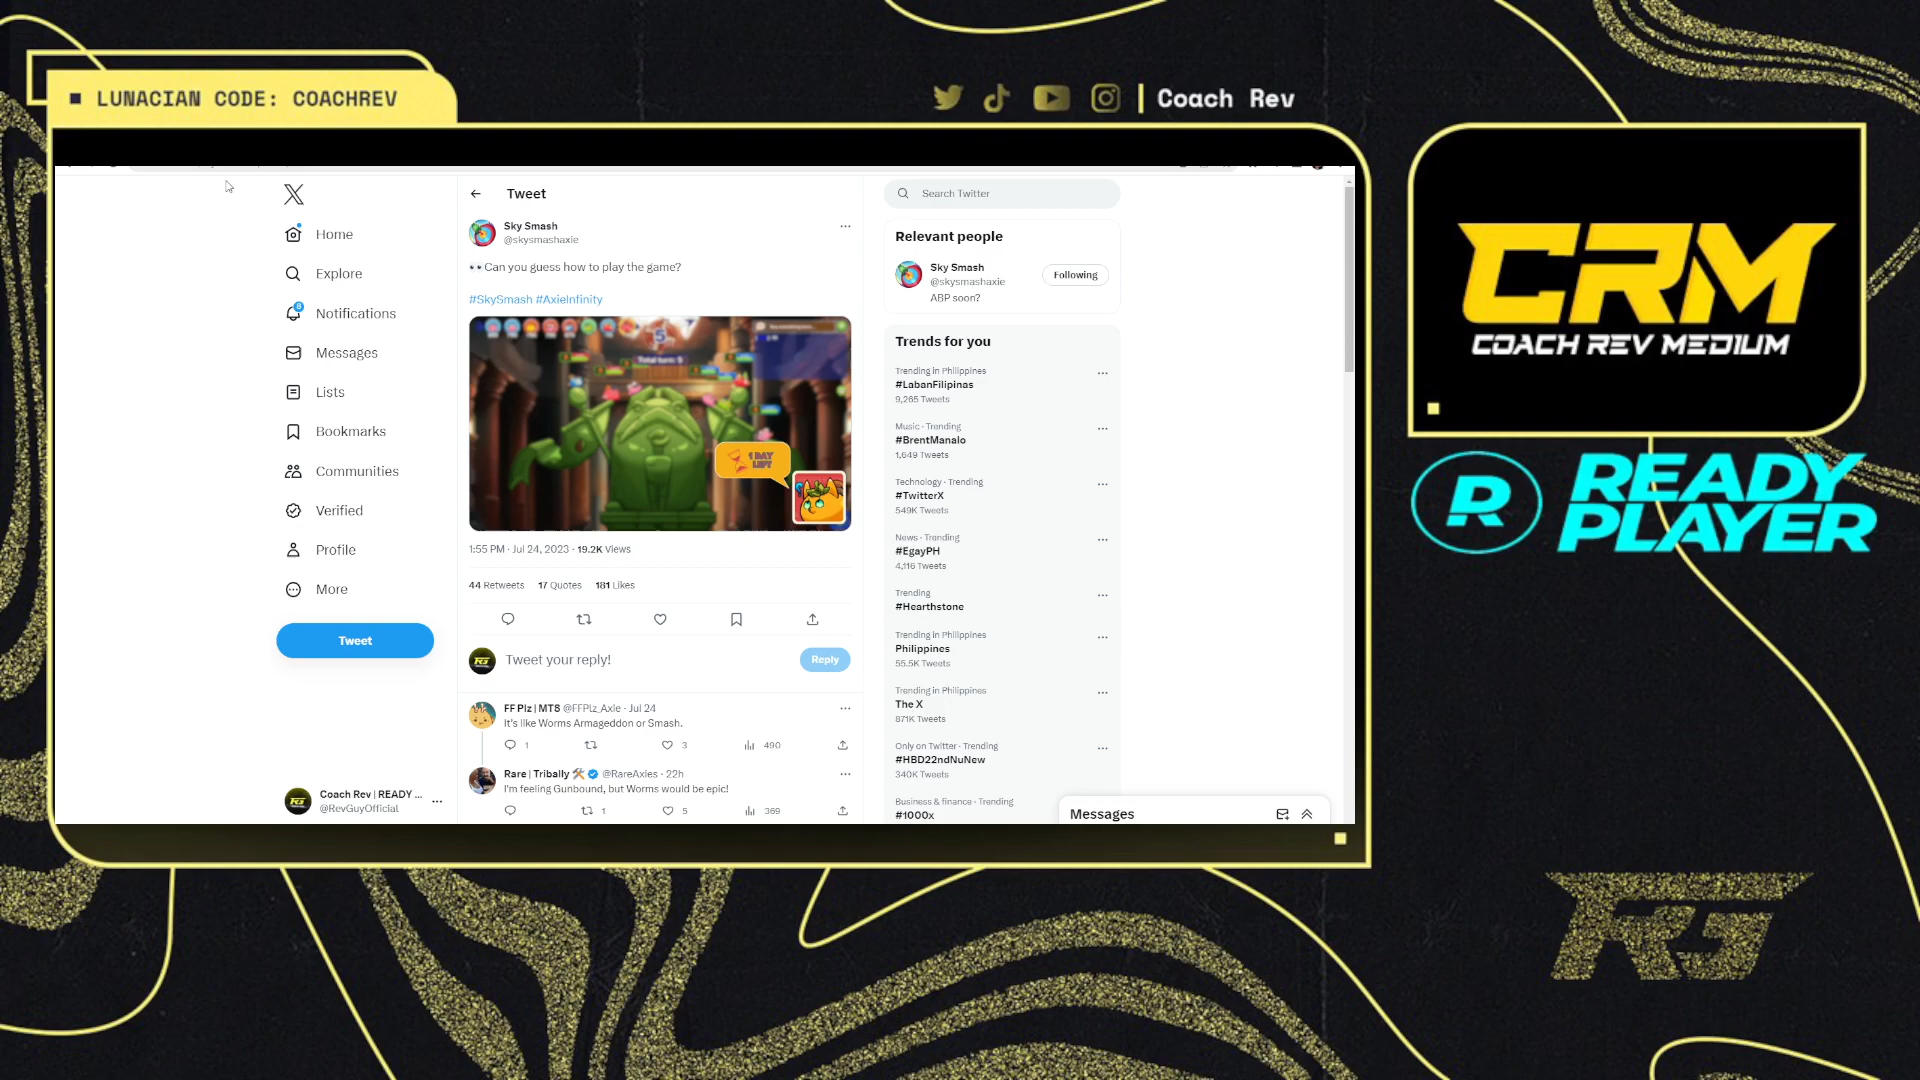 LUNACIAN CODE: COACHREV
Coach Rev
Home
Explore
8
Notifications
Messages
Lists
Bookmarks
Communities
Verified
Profile
More
Tweet
Coach Rev | READY ...
@RevGuyOfficial
Tweet
Sky Smash
@skysmashaxie
👀Can you guess how to play the game?
#SkySmash #AxieInfinity
5
Total turn: 5
1 DAY
LEFT
1:55 PM · Jul 24, 2023 · 19.2K Views
44 Retweets 17 Quotes 181 Likes
Tweet your reply!
Reply
FF Plz | MT8 @FFPlz_Axie · Jul 24
It's like Worms Armageddon or Smash.
1 3 490
Rare | Tribally 🛠️ @RareAxies · 22h
I'm feeling Gunbound, but Worms would be epic!
1 5 369
Search Twitter
Relevant people
Sky Smash
@skysmashaxie
Following
ABP soon?
Trends for you
Trending in Philippines
#LabanFilipinas
9,265 Tweets
Music · Trending
#BrentManalo
1,649 Tweets
Technology · Trending
#TwitterX
549K Tweets
News · Trending
#EgayPH
4,116 Tweets
Trending
#Hearthstone
Trending in Philippines
Philippines
55.5K Tweets
Trending in Philippines
The X
871K Tweets
Only on Twitter · Trending
#HBD22ndNuNew
340K Tweets
Business & finance · Trending
#1000x
Messages
CRM
COACH REV MEDIUM
R READY
PLAYER